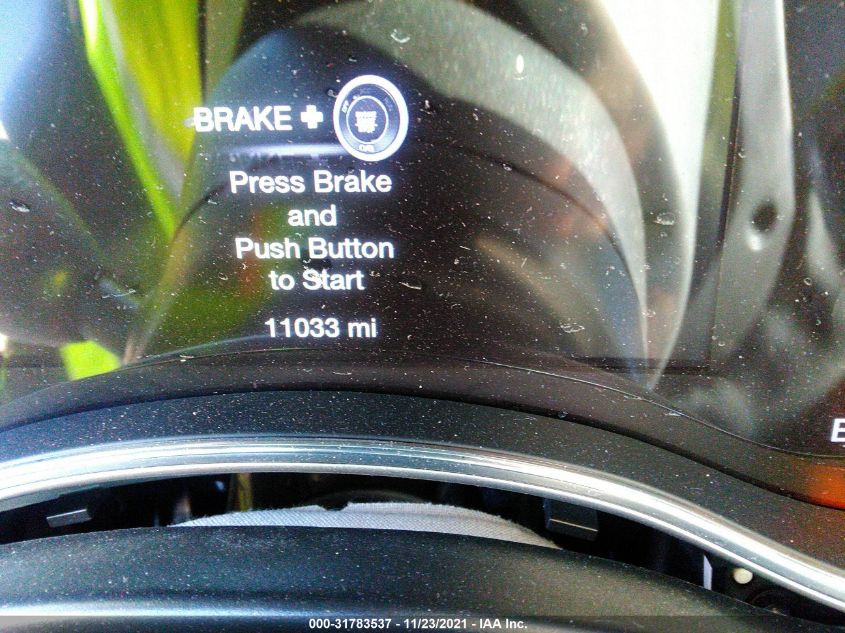 BRAKE +
Press Brake
and
Push Button
to Start
11033 mi
E
000-31783537 - 11/23/2021 - IAA Inc.